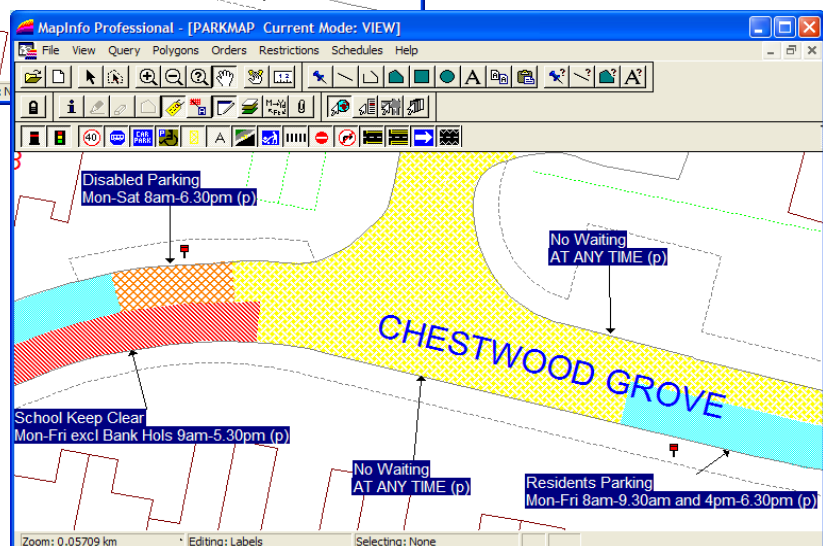 MapInfo Professional - [PARKMAP Current Mode: VIEW]
File View Query Polygons Orders Restrictions Schedules Help
40
CAR PARK
A
Disabled Parking
Mon-Sat 8am-6.30pm (p)
No Waiting
AT ANY TIME (p)
CHESTWOOD GROVE
School Keep Clear
Mon-Fri excl Bank Hols 9am-5.30pm (p)
No Waiting
AT ANY TIME (p)
Residents Parking
Mon-Fri 8am-9.30am and 4pm-6.30pm (p)
Zoom: 0.05709 km
Editing: Labels
Selecting: None